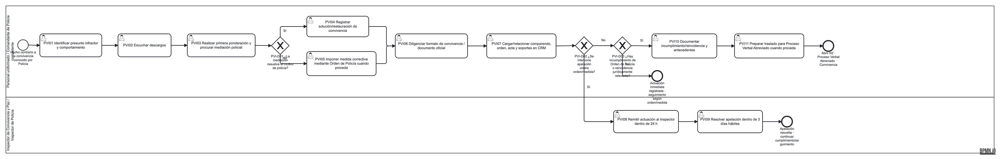 Personal uniformado / Comandante de Policía
competente
Hecho contrario a
la convivencia
conocido por
Policía
PVI01 Identificar presunto infractor
y comportamiento
PVI02 Escuchar descargos
PVI03 Realizar primera ponderación y
procurar mediación policial
PVI-D01 ¿La
mediación
resuelve el motivo
de policía?
Sí
No
PVI04 Registrar
solución/restauración de
convivencia
PVI05 Imponer medida correctiva
mediante Orden de Policía cuando
proceda
PVI06 Diligenciar formato de convivencia /
documento oficial
PVI07 Cargar/relacionar comparendo,
orden, acta y soportes en CRM
PVI-D02 ¿Se
interpone
apelación
contra
orden/medida?
No
Sí
PVI-D03 ¿Hay
incumplimiento de
Orden de Policía
o reincidencia
jurídicamente
relevante?
Sí
No
PVI10 Documentar
incumplimiento/reincidencia y
antecedentes
PVI11 Preparar traslado para Proceso
Verbal Abreviado cuando proceda
Abrir N2 ·
Proceso Verbal
Abreviado ·
Convivencia
Actuación
inmediata
registrada ·
seguimiento
según
orden/medida
Inspector de Convivencia y Paz /
Inspector de Policía
PVI08 Remitir actuación al Inspector
dentro de 24 h
PVI09 Resolver apelación dentro de 3
días hábiles
Apelación
resuelta ·
continuar
cumplimiento/se
guimiento
BPMN.iO